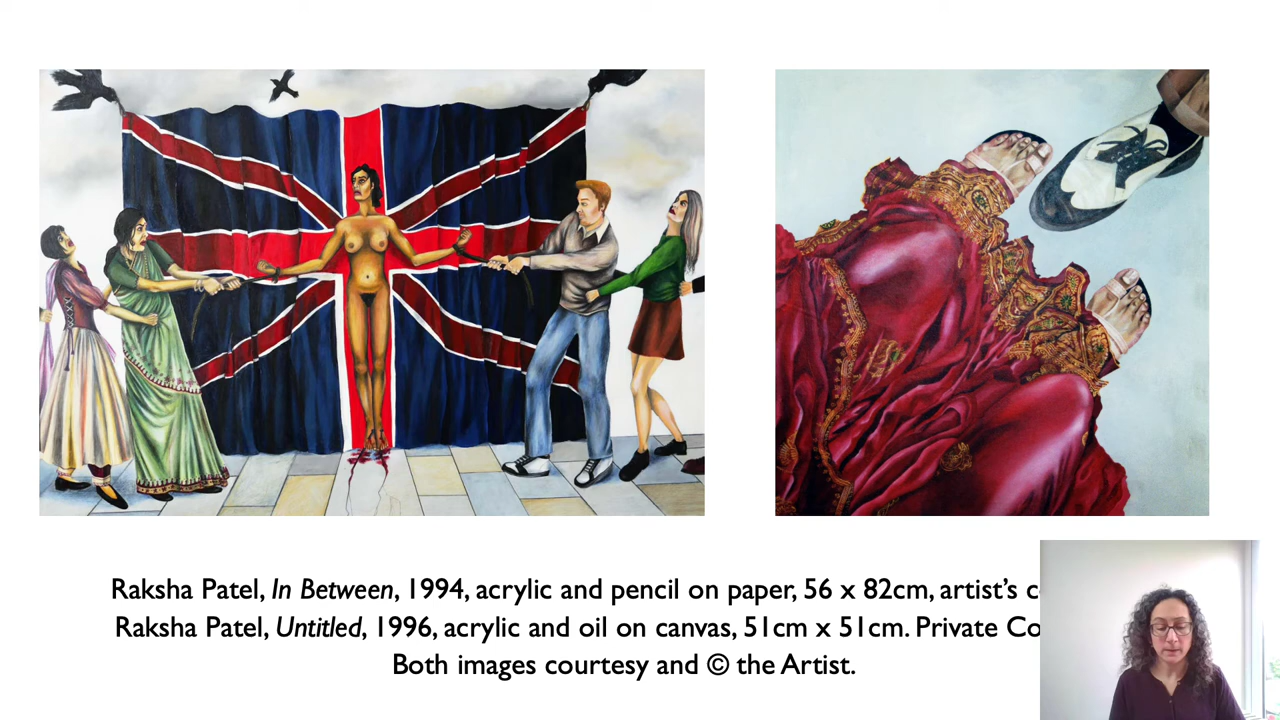 Raksha Patel, In Between, 1994, acrylic and pencil on paper, 56 x 82cm, artist's
Raksha Patel, Untitled, 1996, acrylic and oil on canvas, 51cm x 51cm. Private
Both images courtesy and © the Artist.